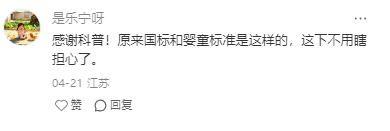 是乐宁呀
感谢科普！原来国标和婴童标准是这样的，这下不用瞎
担心了。
04-21 江苏
赞 回复